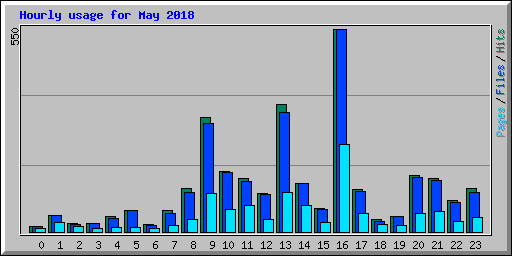 Hourly usage for May 2018
550
Pages / Files / Hits
0 1 2 3 4 5 6 7 8 9 10 11 12 13 14 15 16 17 18 19 20 21 22 23